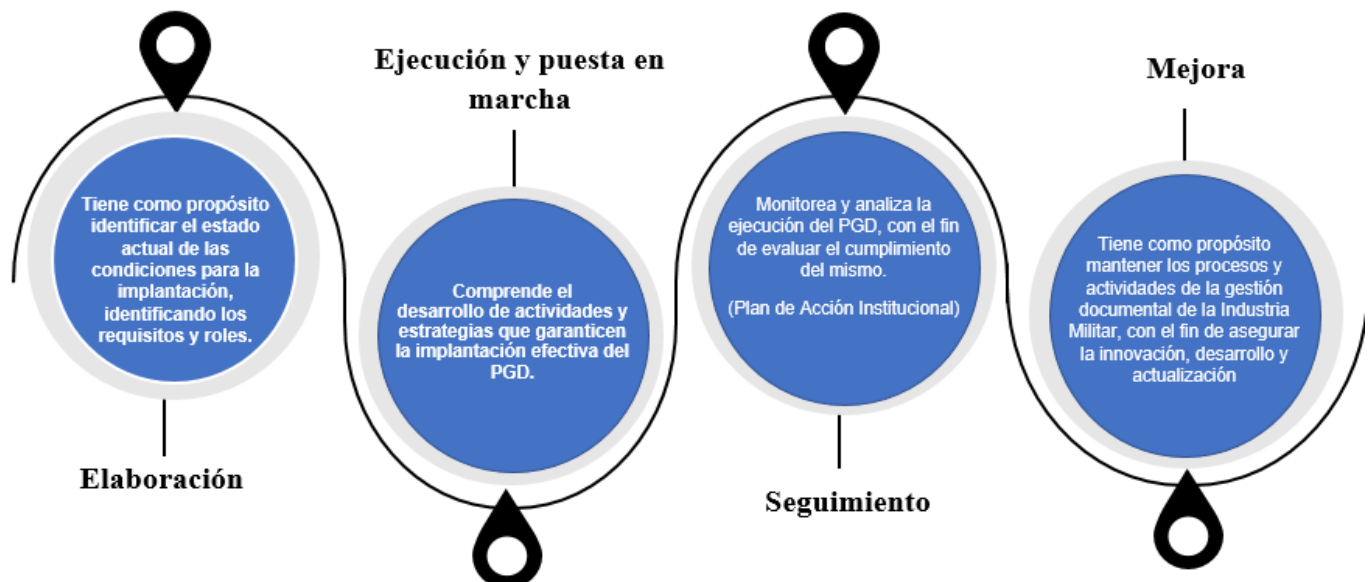 Tiene como propósito
identificar el estado
actual de las
condiciones para la
implantación,
identificando los
requisitos y roles.
Elaboración
Ejecución y puesta en
marcha
Comprende el
desarrollo de actividades y
estrategias que garanticen
la implantación efectiva del
PGD.
Monitorea y analiza la
ejecución del PGD, con el fin
de evaluar el cumplimiento
del mismo.
(Plan de Acción Institucional)
Seguimiento
Mejora
Tiene como propósito
mantener los procesos y
actividades de la gestión
documental de la Industria
Militar, con el fin de asegurar
la innovación, desarrollo y
actualización